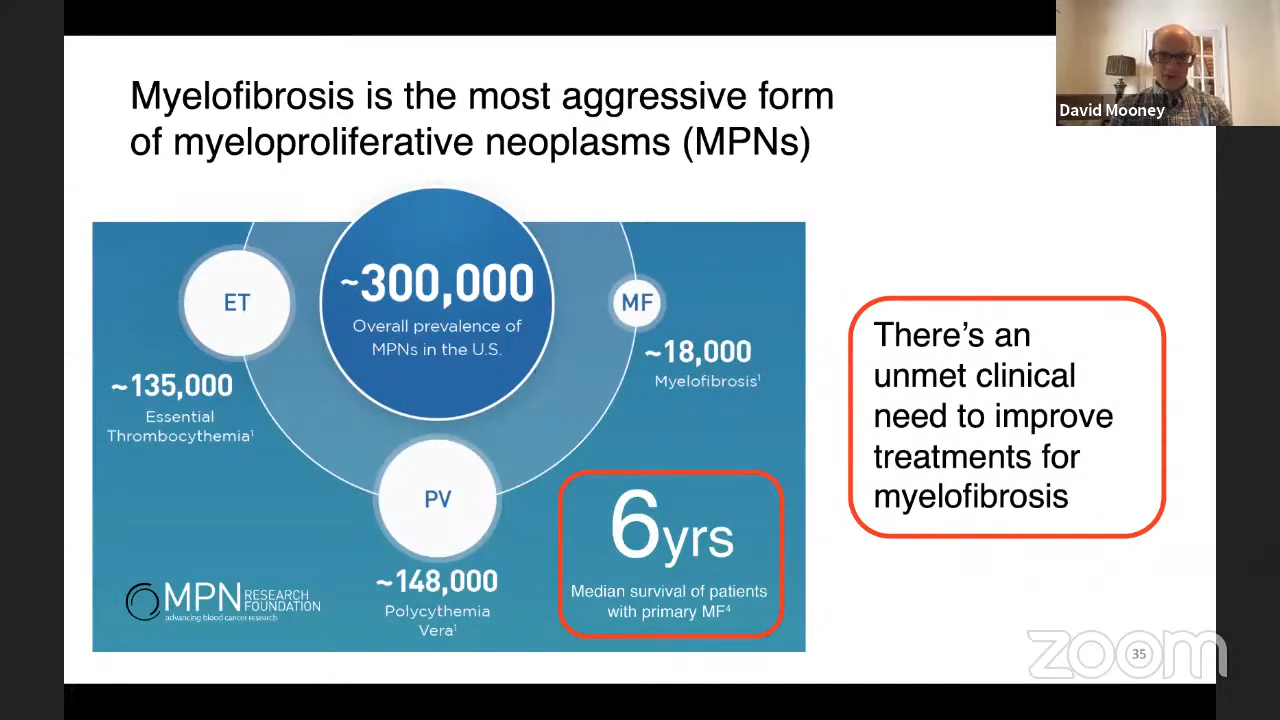 Myelofibrosis is the most aggressive form
of myeloproliferative neoplasms (MPNs)
David Mooney
~300,000
Overall prevalence of
MPNs in the U.S.
ET
~135,000
Essential
Thrombocythemia¹
MF
~18,000
Myelofibrosis¹
PV
~148,000
Polycythemia
Vera¹
6yrs
Median survival of patients
with primary MF⁴
MPN RESEARCH
FOUNDATION
advancing blood cancer research
There's an
unmet clinical
need to improve
treatments for
myelofibrosis
zoom
35